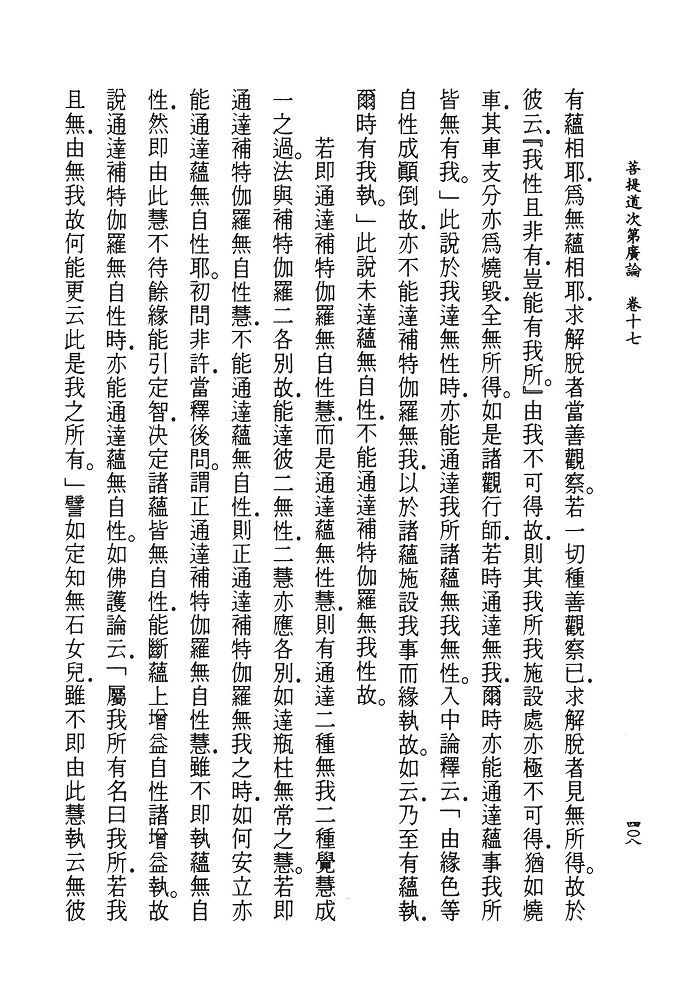 菩提道次第廣論　卷十七
四〇八
有蘊相耶．爲無蘊相耶．求解脫者當善觀察。若一切種善觀察已．求解脫者見無所得。故於
彼云『我性且非有．豈能有我所。』由我不可得故．則其我所我施設處亦極不可得．猶如燒
車．其車支分亦爲燒毀．全無所得。如是諸觀行師．若時通達無我．爾時亦能通達蘊事我所
皆無有我。」此說於我達無性時．亦能通達我所諸蘊無我無性。入中論釋云．「由緣色等
自性成顚倒故．亦不能達補特伽羅無我．以於諸蘊施設我事而緣執故。如云．乃至有蘊執．
爾時有我執。」此說未達蘊無自性．不能通達補特伽羅無我性故。
若即通達補特伽羅無自性慧．而是通達蘊無性慧．則有通達二種無我二種覺慧成
一之過。法與補特伽羅二各別故．能達彼二無性．二慧亦應各別．如達瓶柱無常之慧。若即
通達補特伽羅無自性慧．不能通達蘊無自性．則正通達補特伽羅無我之時．如何安立亦
能通達蘊無自性耶。初問非許．當釋後問。謂正通達補特伽羅無自性慧．雖不即執蘊無自
性．然即由此慧不待餘緣能引定智．決定諸蘊皆無自性．能斷蘊上增益自性諸增益執。故
說通達補特伽羅無自性時．亦能通達蘊無自性。如佛護論云．「屬我所有名曰我所．若我
且無．由無我故何能更云此是我之所有。」譬如定知無石女兒．雖不即由此慧執云無彼